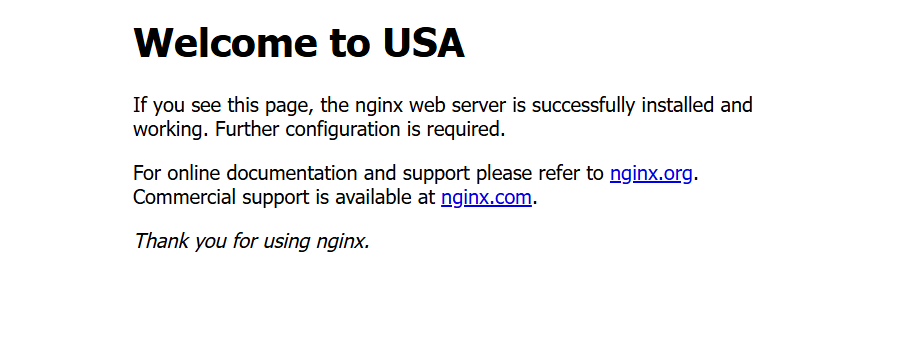 Welcome to USA
If you see this page, the nginx web server is successfully installed and
working. Further configuration is required.
For online documentation and support please refer to nginx.org.
Commercial support is available at nginx.com.
Thank you for using nginx.